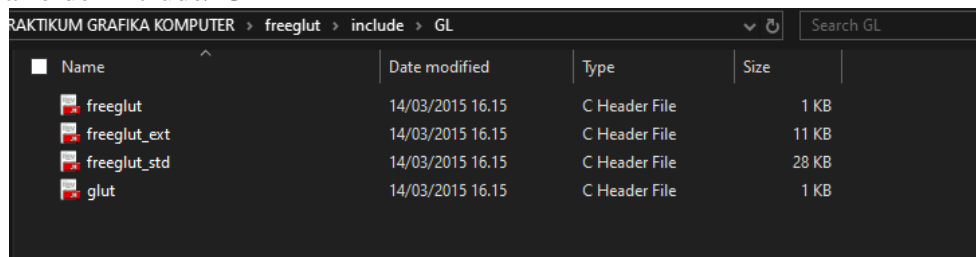 RAKTIKUM GRAFIKA KOMPUTER > freeglut > include > GL Search GL
Name Date modified Type Size
freeglut 14/03/2015 16.15 C Header File 1 KB
freeglut_ext 14/03/2015 16.15 C Header File 11 KB
freeglut_std 14/03/2015 16.15 C Header File 28 KB
glut 14/03/2015 16.15 C Header File 1 KB